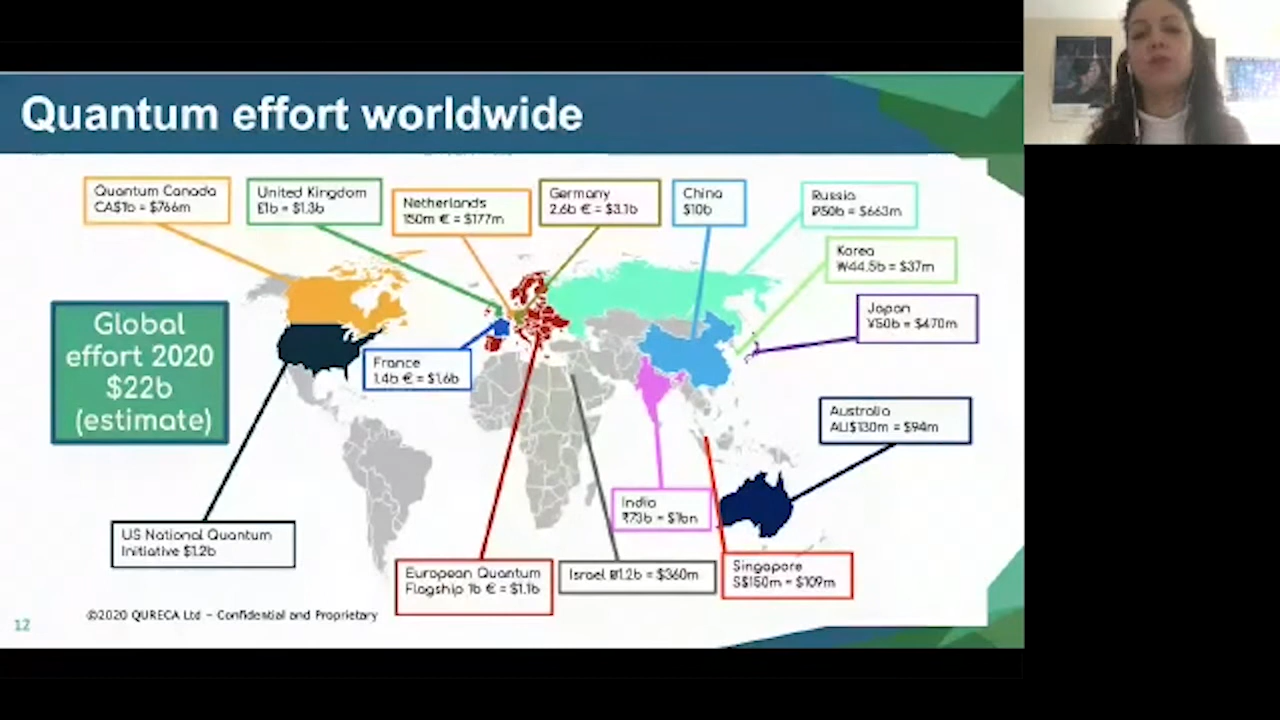 Quantum effort worldwide
Quantum Canada
CA$1b = $766m
United Kingdom
£1b = $1.3b
Netherlands
150m € = $177m
Germany
2.6b € = $3.1b
China
$10b
Russia
₽50b = $663m
Korea
₩44.5b = $37m
Japan
¥50b = $470m
Global
effort 2020
$22b
(estimate)
France
1.4b € = $1.6b
Australia
AU$130m = $94m
US National Quantum
Initiative $1.2b
India
₹73b = $1bn
European Quantum
Flagship 1b € = $1.1b
Israel ₪1.2b = $360m
Singapore
S$150m = $109m
©2020 QURECA Ltd – Confidential and Proprietary
12